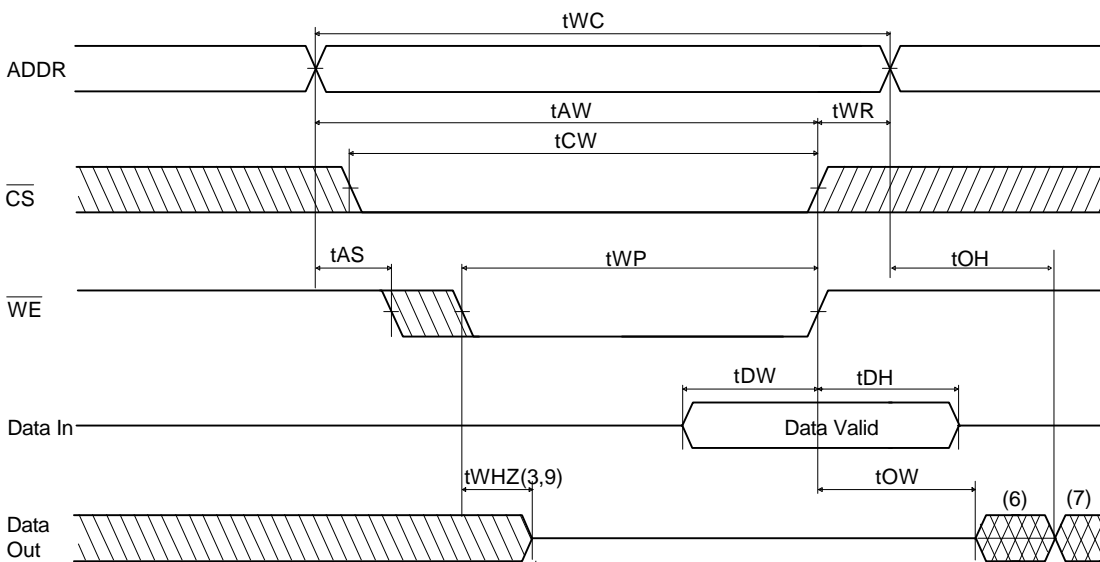 tWC
ADDR
tAW
tWR
tCW
CS
tAS
tWP
tOH
WE
tDW
tDH
Data In
Data Valid
tWHZ(3,9)
tOW
(6)
(7)
Data
Out